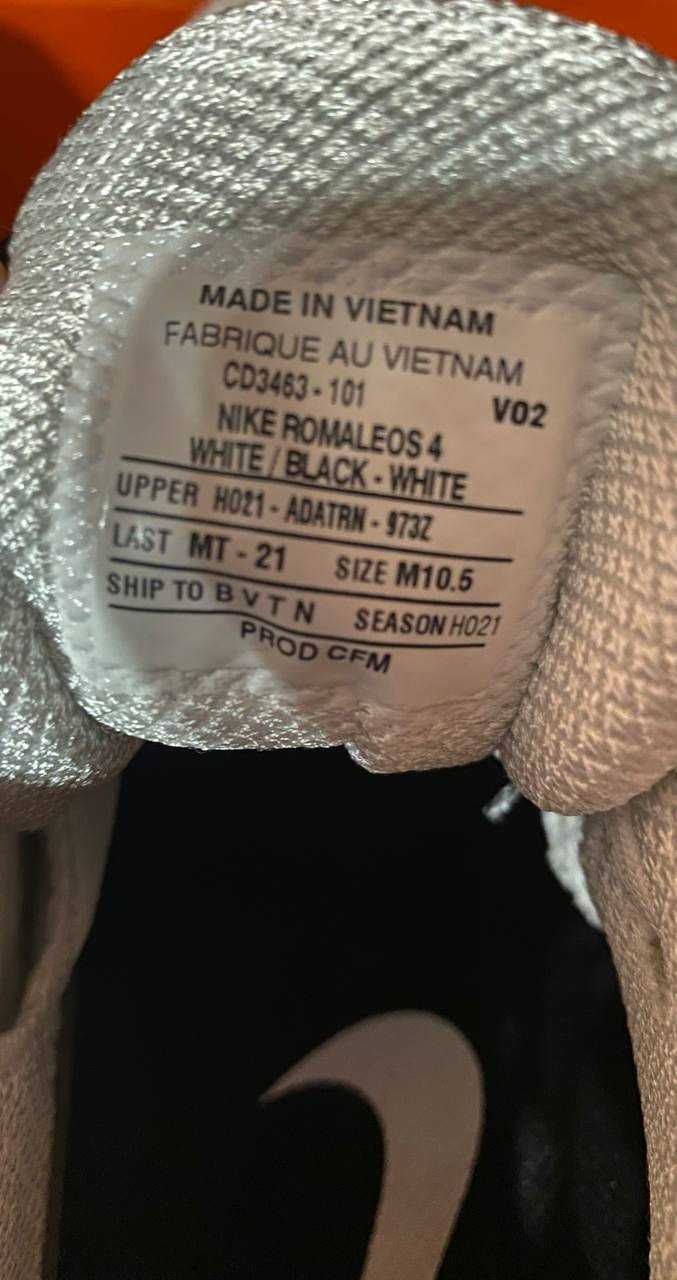 MADE IN VIETNAM
FABRIQUE AU VIETNAM
CD3463 - 101
V02
NIKE ROMALEOS 4
WHITE / BLACK - WHITE
UPPER HO21 - ADATRN - 973Z
LAST MT - 21 SIZE M10.5
SHIP TO B V T N SEASON HO21
PROD CFM